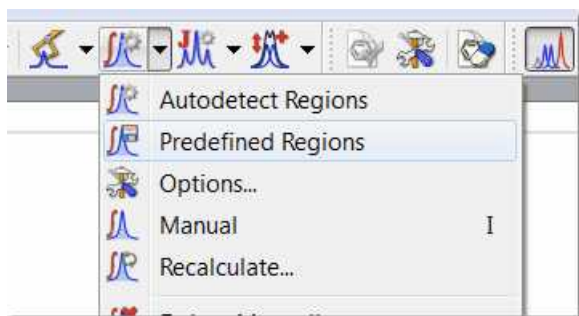 Autodetect Regions
Predefined Regions
Options...
Manual I
Recalculate...